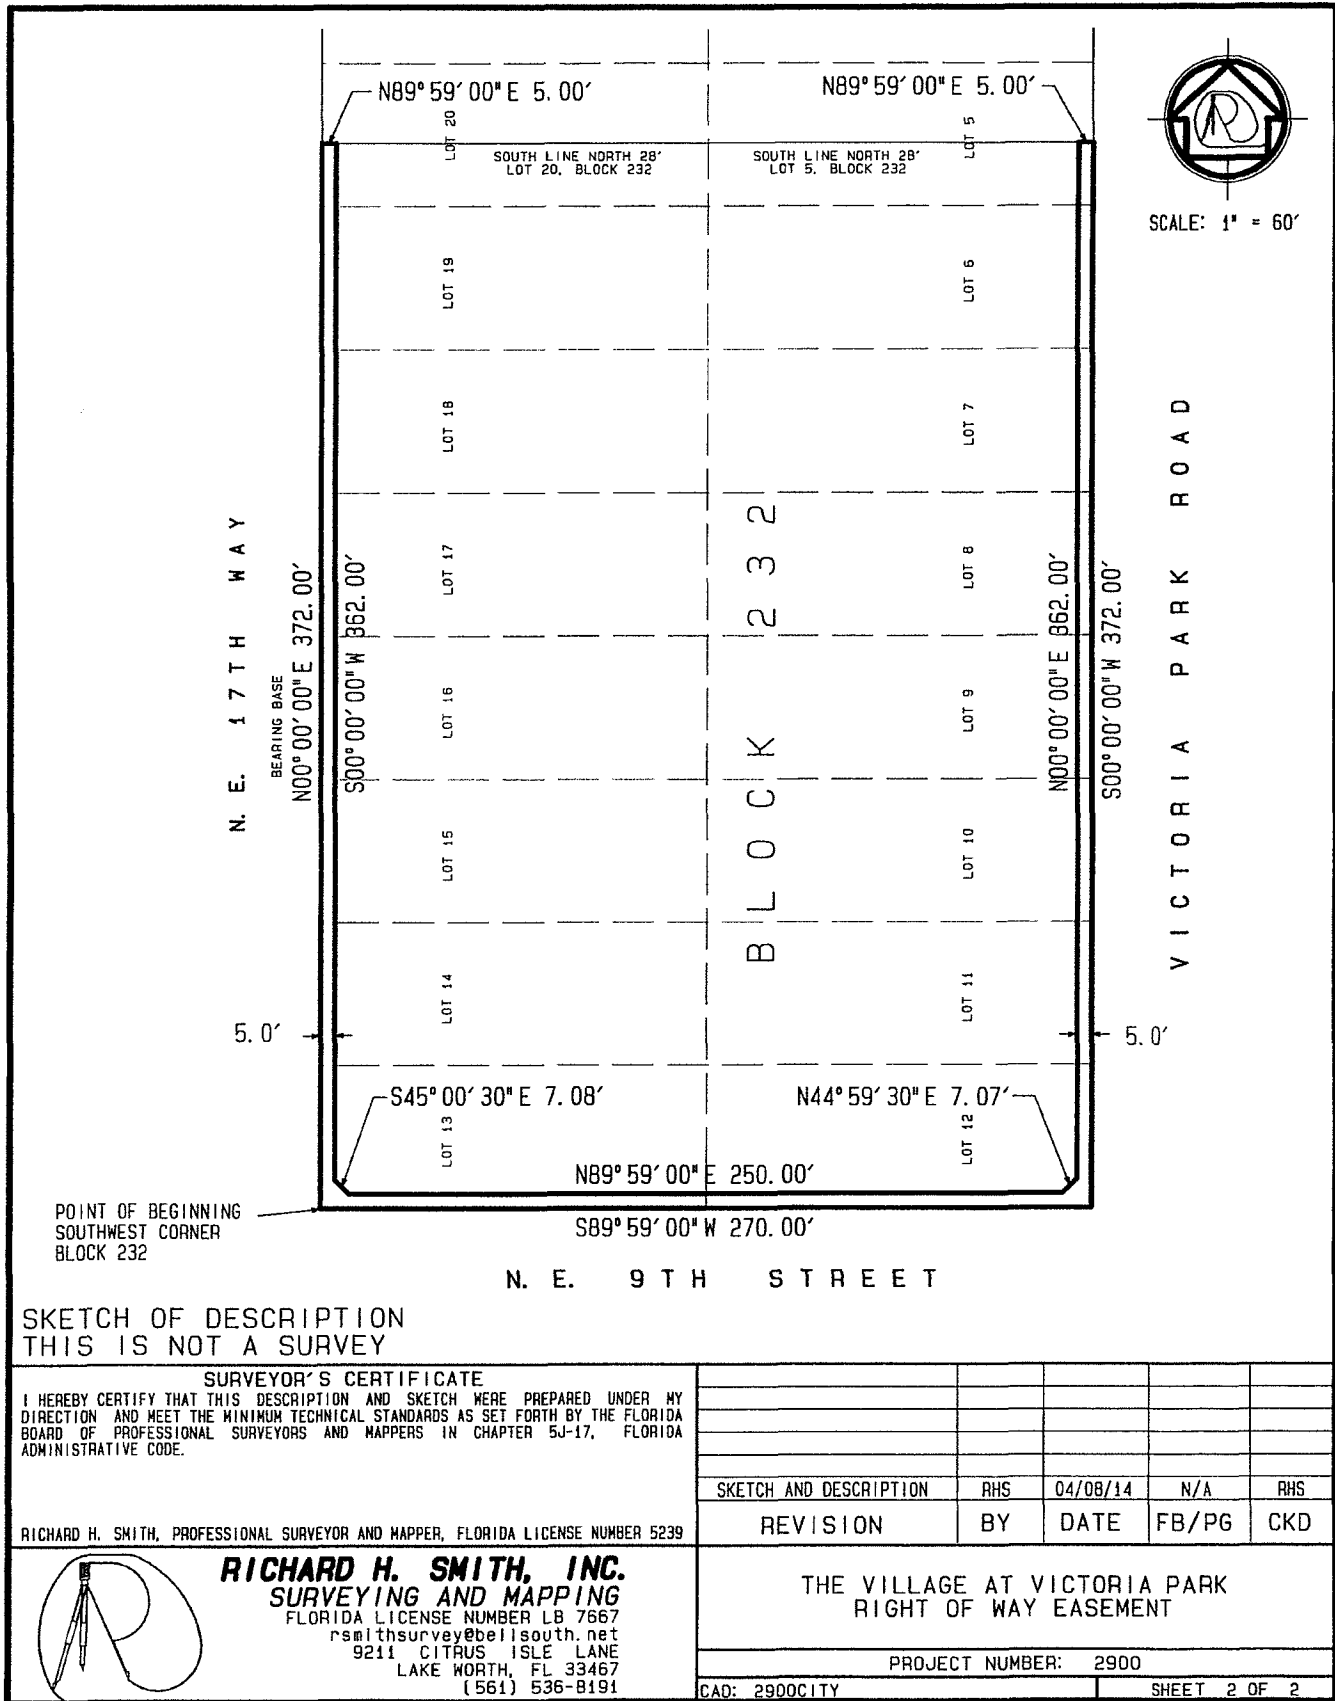 N89°59'00"E 5.00'
N89°59'00"E 5.00'
LOT 20
LOT 5
SOUTH LINE NORTH 28'
LOT 20, BLOCK 232
SOUTH LINE NORTH 28'
LOT 5, BLOCK 232
SCALE: 1" = 60'
LOT 19
LOT 6
LOT 18
LOT 7
LOT 17
LOT 8
LOT 16
LOT 9
LOT 15
LOT 10
LOT 14
LOT 11
LOT 13
LOT 12
N.E. 17TH WAY
BEARING BASE
N00°00'00"E 372.00'
S00°00'00"W 362.00'
BLOCK 232
N00°00'00"E 362.00'
S00°00'00"W 372.00'
VICTORIA PARK ROAD
5.0'
5.0'
S45°00'30"E 7.08'
N44°59'30"E 7.07'
N89°59'00"E 250.00'
POINT OF BEGINNING
SOUTHWEST CORNER
BLOCK 232
S89°59'00"W 270.00'
N.E. 9TH STREET
SKETCH OF DESCRIPTION
THIS IS NOT A SURVEY
SURVEYOR'S CERTIFICATE
I HEREBY CERTIFY THAT THIS DESCRIPTION AND SKETCH WERE PREPARED UNDER MY
DIRECTION AND MEET THE MINIMUM TECHNICAL STANDARDS AS SET FORTH BY THE FLORIDA
BOARD OF PROFESSIONAL SURVEYORS AND MAPPERS IN CHAPTER 5J-17, FLORIDA
ADMINISTRATIVE CODE.
RICHARD H. SMITH, PROFESSIONAL SURVEYOR AND MAPPER, FLORIDA LICENSE NUMBER 5239
SKETCH AND DESCRIPTION RHS 04/08/14 N/A RHS
REVISION BY DATE FB/PG CKD
RICHARD H. SMITH, INC.
SURVEYING AND MAPPING
FLORIDA LICENSE NUMBER LB 7667
rsmithsurvey@bellsouth.net
9211 CITRUS ISLE LANE
LAKE WORTH, FL 33467
(561) 536-8191
THE VILLAGE AT VICTORIA PARK
RIGHT OF WAY EASEMENT
PROJECT NUMBER: 2900
CAD: 2900CITY
SHEET 2 OF 2